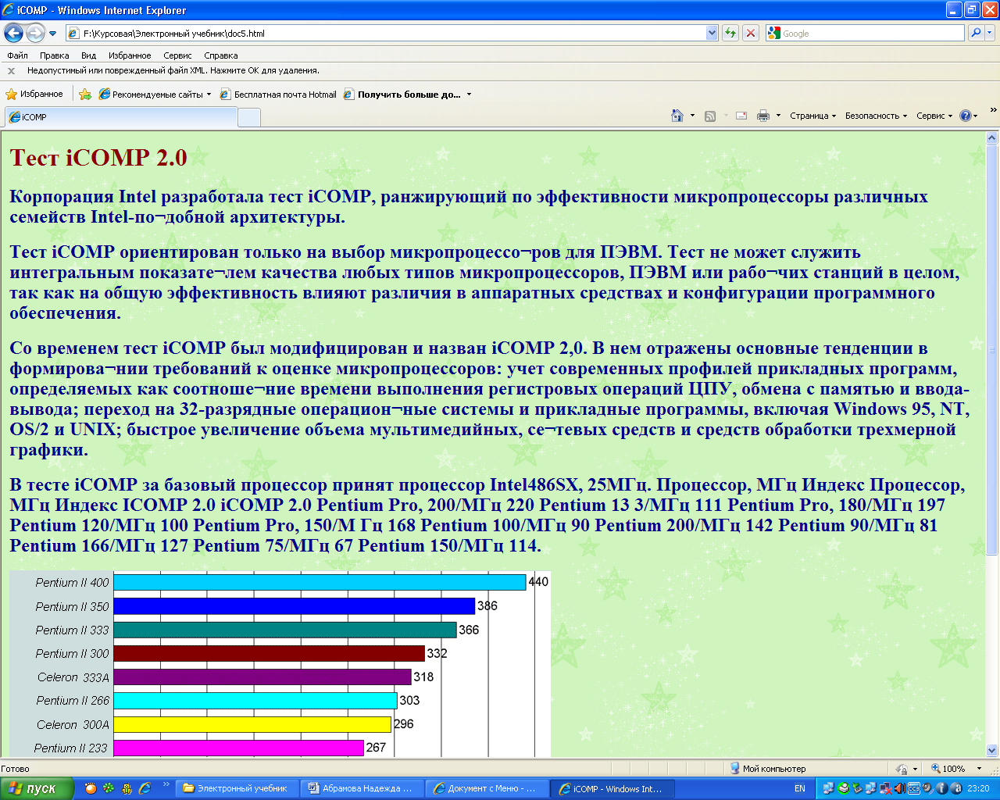 iCOMP - Windows Internet Explorer
F:\Курсовая\Электронный учебник\doc5.html
Google
Файл Правка Вид Избранное Сервис Справка
Недопустимый или поврежденный файл XML. Нажмите OK для удаления.
Избранное Рекомендуемые сайты Бесплатная почта Hotmail Получить больше до...
iCOMP Страница Безопасность Сервис »
Тест iCOMP 2.0
Корпорация Intel разработала тест iCOMP, ранжирующий по эффективности микропроцессоры различных
семейств Intel-по¬добной архитектуры.
Тест iCOMP ориентирован только на выбор микропроцессо¬ров для ПЭВМ. Тест не может служить
интегральным показате¬лем качества любых типов микропроцессоров, ПЭВМ или рабо¬чих станций в целом,
так как на общую эффективность влияют различия в аппаратных средствах и конфигурации программного
обеспечения.
Со временем тест iCOMP был модифицирован и назван iCOMP 2,0. В нем отражены основные тенденции в
формирова¬нии требований к оценке микропроцессоров: учет современных профилей прикладных программ,
определяемых как соотноше¬ние времени выполнения регистровых операций ЦПУ, обмена с памятью и ввода-
вывода; переход на 32-разрядные операцион¬ные системы и прикладные программы, включая Windows 95, NT,
OS/2 и UNIX; быстрое увеличение объема мультимедийных, се¬тевых средств и средств обработки трехмерной
графики.
В тесте iCOMP за базовый процессор принят процессор Intel486SX, 25МГц. Процессор, МГц Индекс Процессор,
МГц Индекс ICOMP 2.0 iCOMP 2.0 Pentium Pro, 200/МГц 220 Pentium 13 3/МГц 111 Pentium Pro, 180/МГц 197
Pentium 120/МГц 100 Pentium Pro, 150/М Гц 168 Pentium 100/МГц 90 Pentium 200/МГц 142 Pentium 90/МГц 81
Pentium 166/МГц 127 Pentium 75/МГц 67 Pentium 150/МГц 114.
Pentium II 400 440
Pentium II 350 386
Pentium II 333 366
Pentium II 300 332
Celeron 333A 318
Pentium II 266 303
Celeron 300A 296
Pentium II 233 267
Готово Мой компьютер 100%
пуск » Электронный учебник Абрамова Надежда ... Документ с Меню - ... iCOMP - Windows Int... EN 23:20